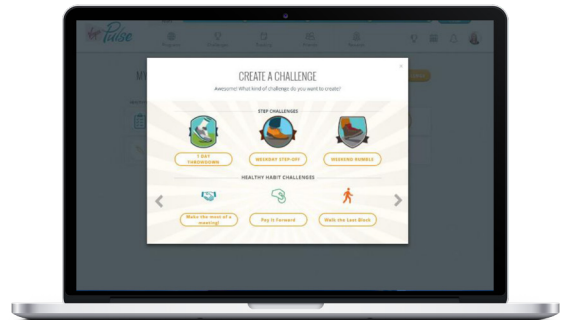 Pulse
CREATE A CHALLENGE
Awesome! What kind of challenge do you want to create?
STEP CHALLENGES
1 DAY
THROWDOWN
WEEKDAY STEP-OFF
WEEKEND RUMBLE
HEALTHY HABIT CHALLENGES
Make the most of a
meeting!
Pay It Forward
Walk the Last Block